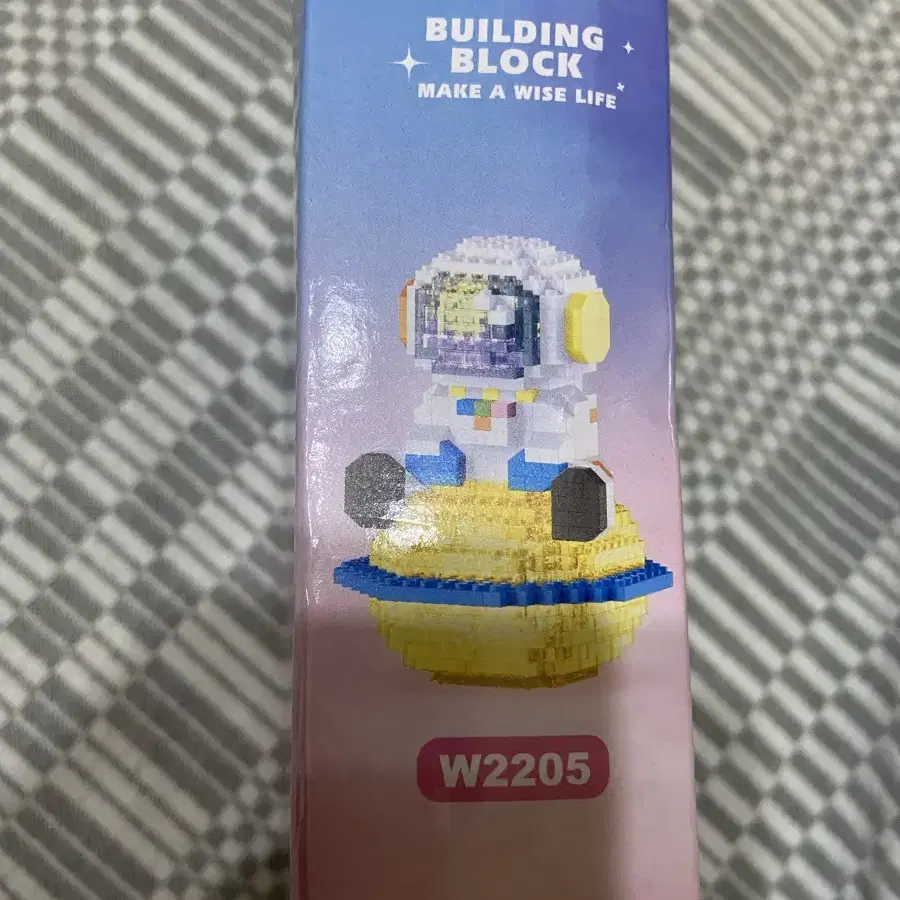 BUILDING
BLOCK
MAKE A WISE LIFE
W2205